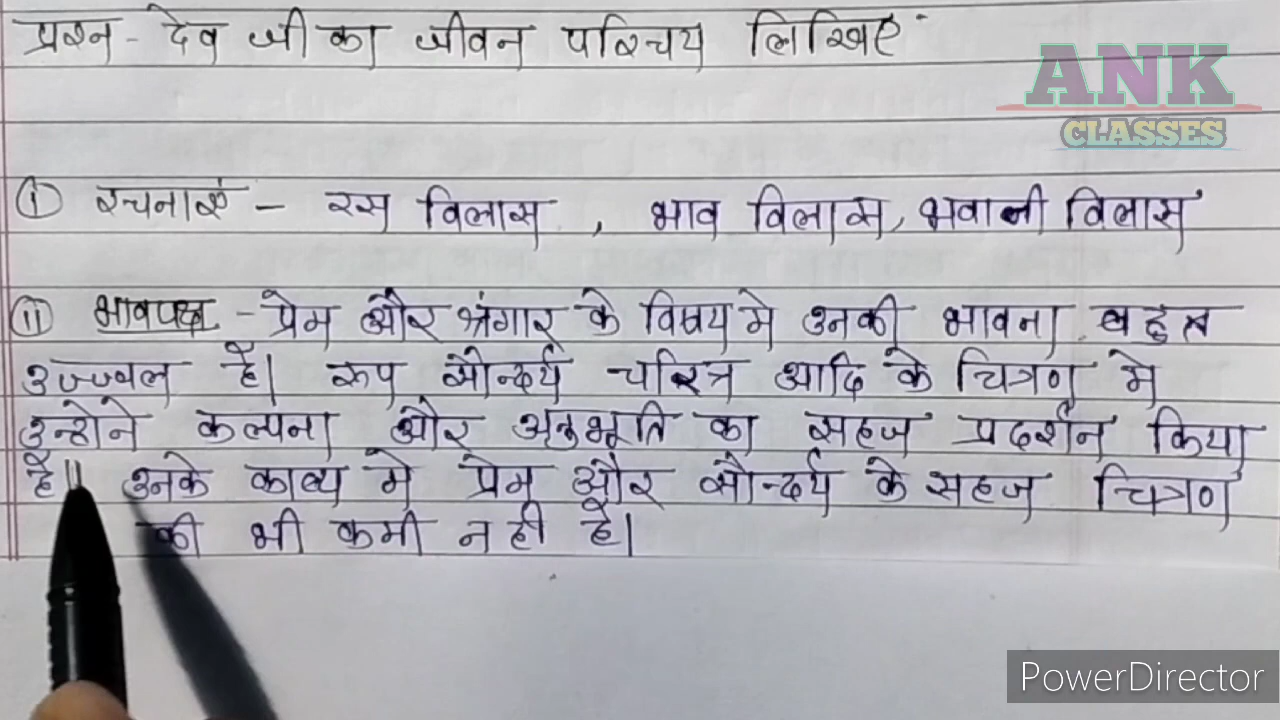 प्रश्न - देव जी का जीवन परिचय लिखिए
ANK
CLASSES
I रचनाएं - रस विलास, भाव विलास, भवानी विलास
II भावपक्ष - प्रेम और श्रंगार के विषय मे उनकी भावना बहुत
उज्ज्वल है। रूप सौन्दर्य चरित्र आदि के चित्रण मे
उन्होने कल्पना और अनुभूति का सहज प्रदर्शन किया
है॥ उनके काव्य मे प्रेम और सौन्दर्य के सहज चित्रण
की भी कमी नही है।
PowerDirector